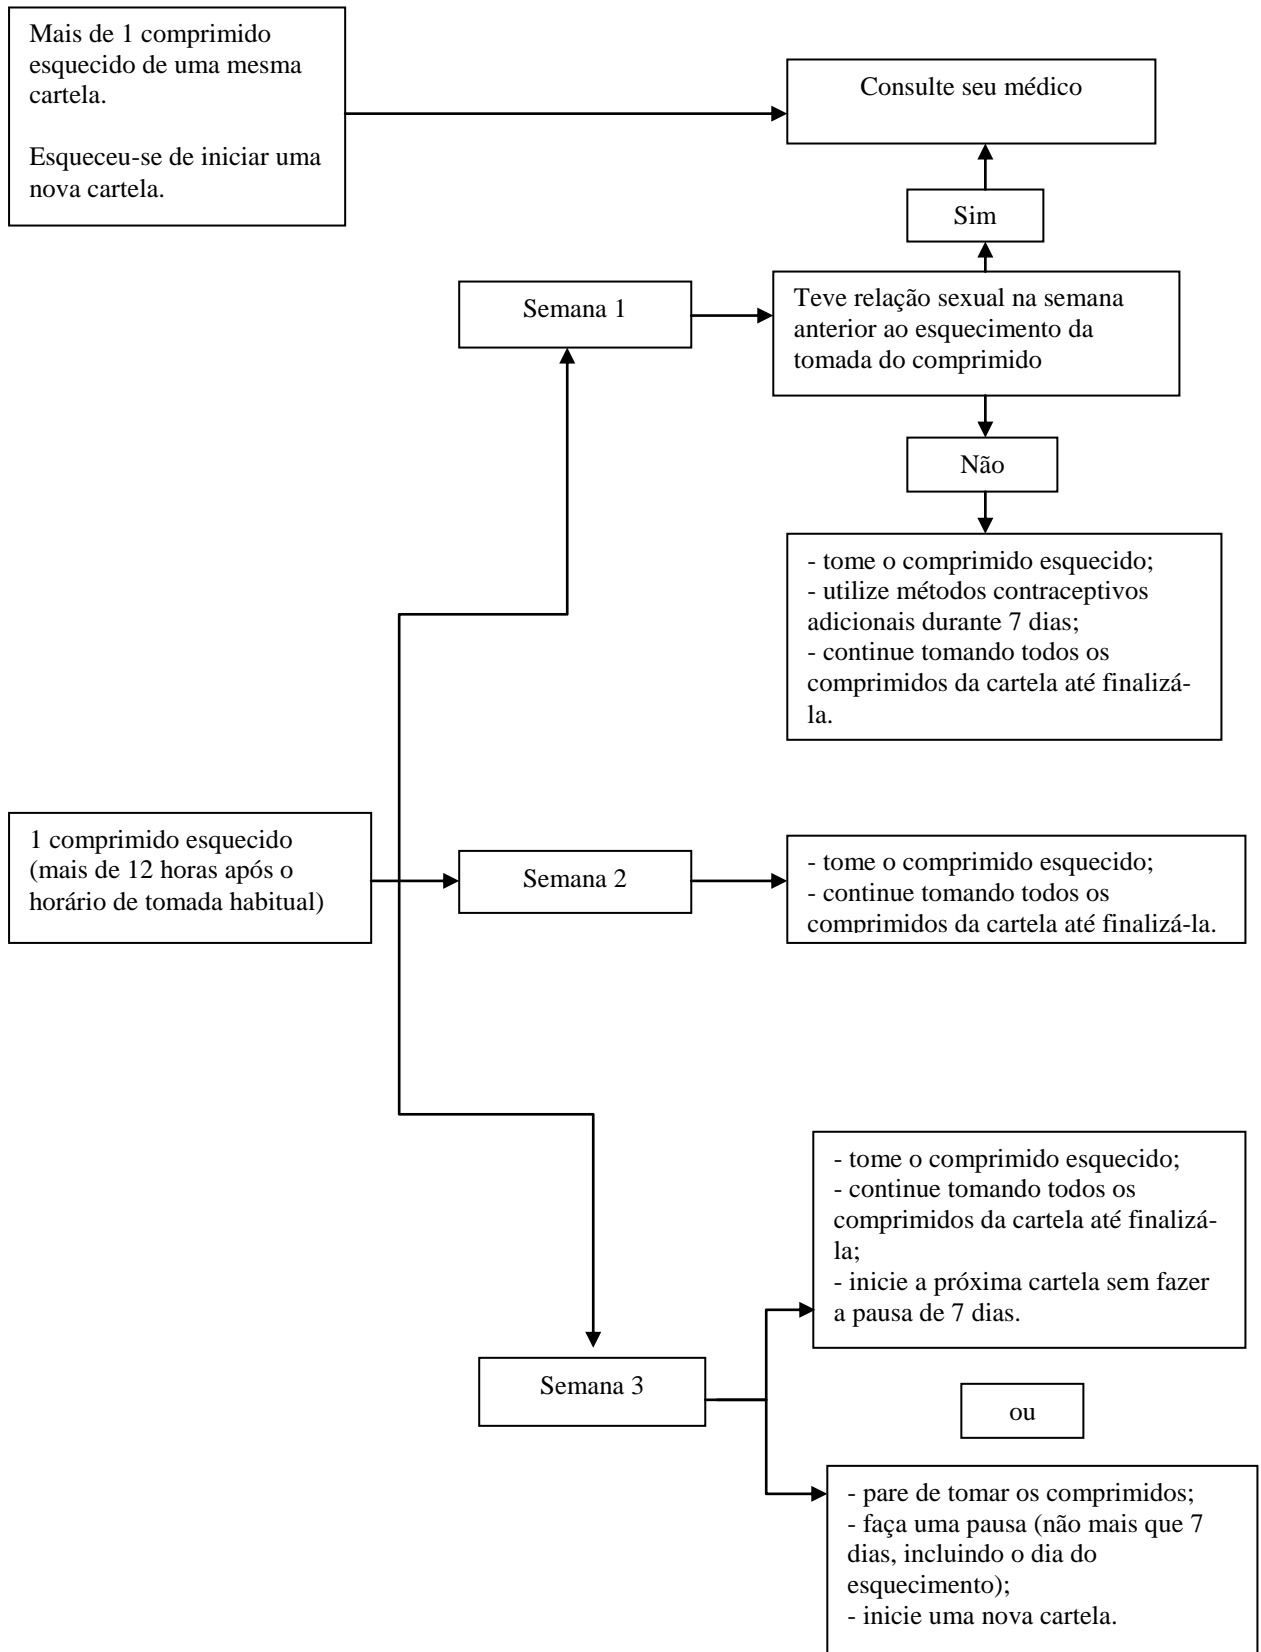 Mais de 1 comprimido
esquecido de uma mesma
cartela.
Esqueceu-se de iniciar uma
nova cartela.
Consulte seu médico
Sim
Semana 1
Teve relação sexual na semana
anterior ao esquecimento da
tomada do comprimido
Não
- tome o comprimido esquecido;
- utilize métodos contraceptivos
adicionais durante 7 dias;
- continue tomando todos os
comprimidos da cartela até finalizá-
la.
1 comprimido esquecido
(mais de 12 horas após o
horário de tomada habitual)
Semana 2
- tome o comprimido esquecido;
- continue tomando todos os
comprimidos da cartela até finalizá-la.
- tome o comprimido esquecido;
- continue tomando todos os
comprimidos da cartela até finalizá-
la;
- inicie a próxima cartela sem fazer
a pausa de 7 dias.
Semana 3
ou
- pare de tomar os comprimidos;
- faça uma pausa (não mais que 7
dias, incluindo o dia do
esquecimento);
- inicie uma nova cartela.